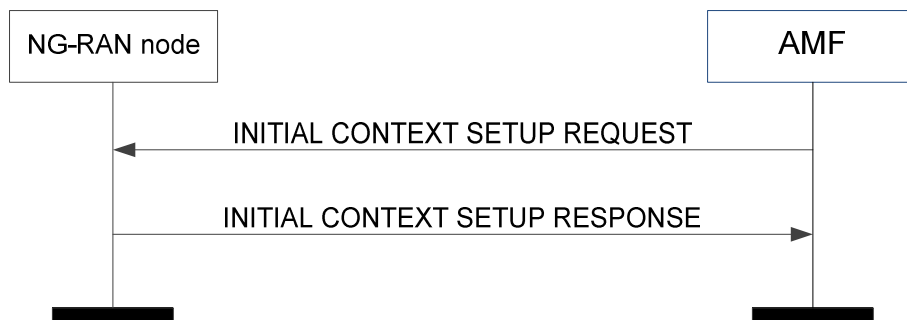 NG-RAN node
AMF
INITIAL CONTEXT SETUP REQUEST
INITIAL CONTEXT SETUP RESPONSE